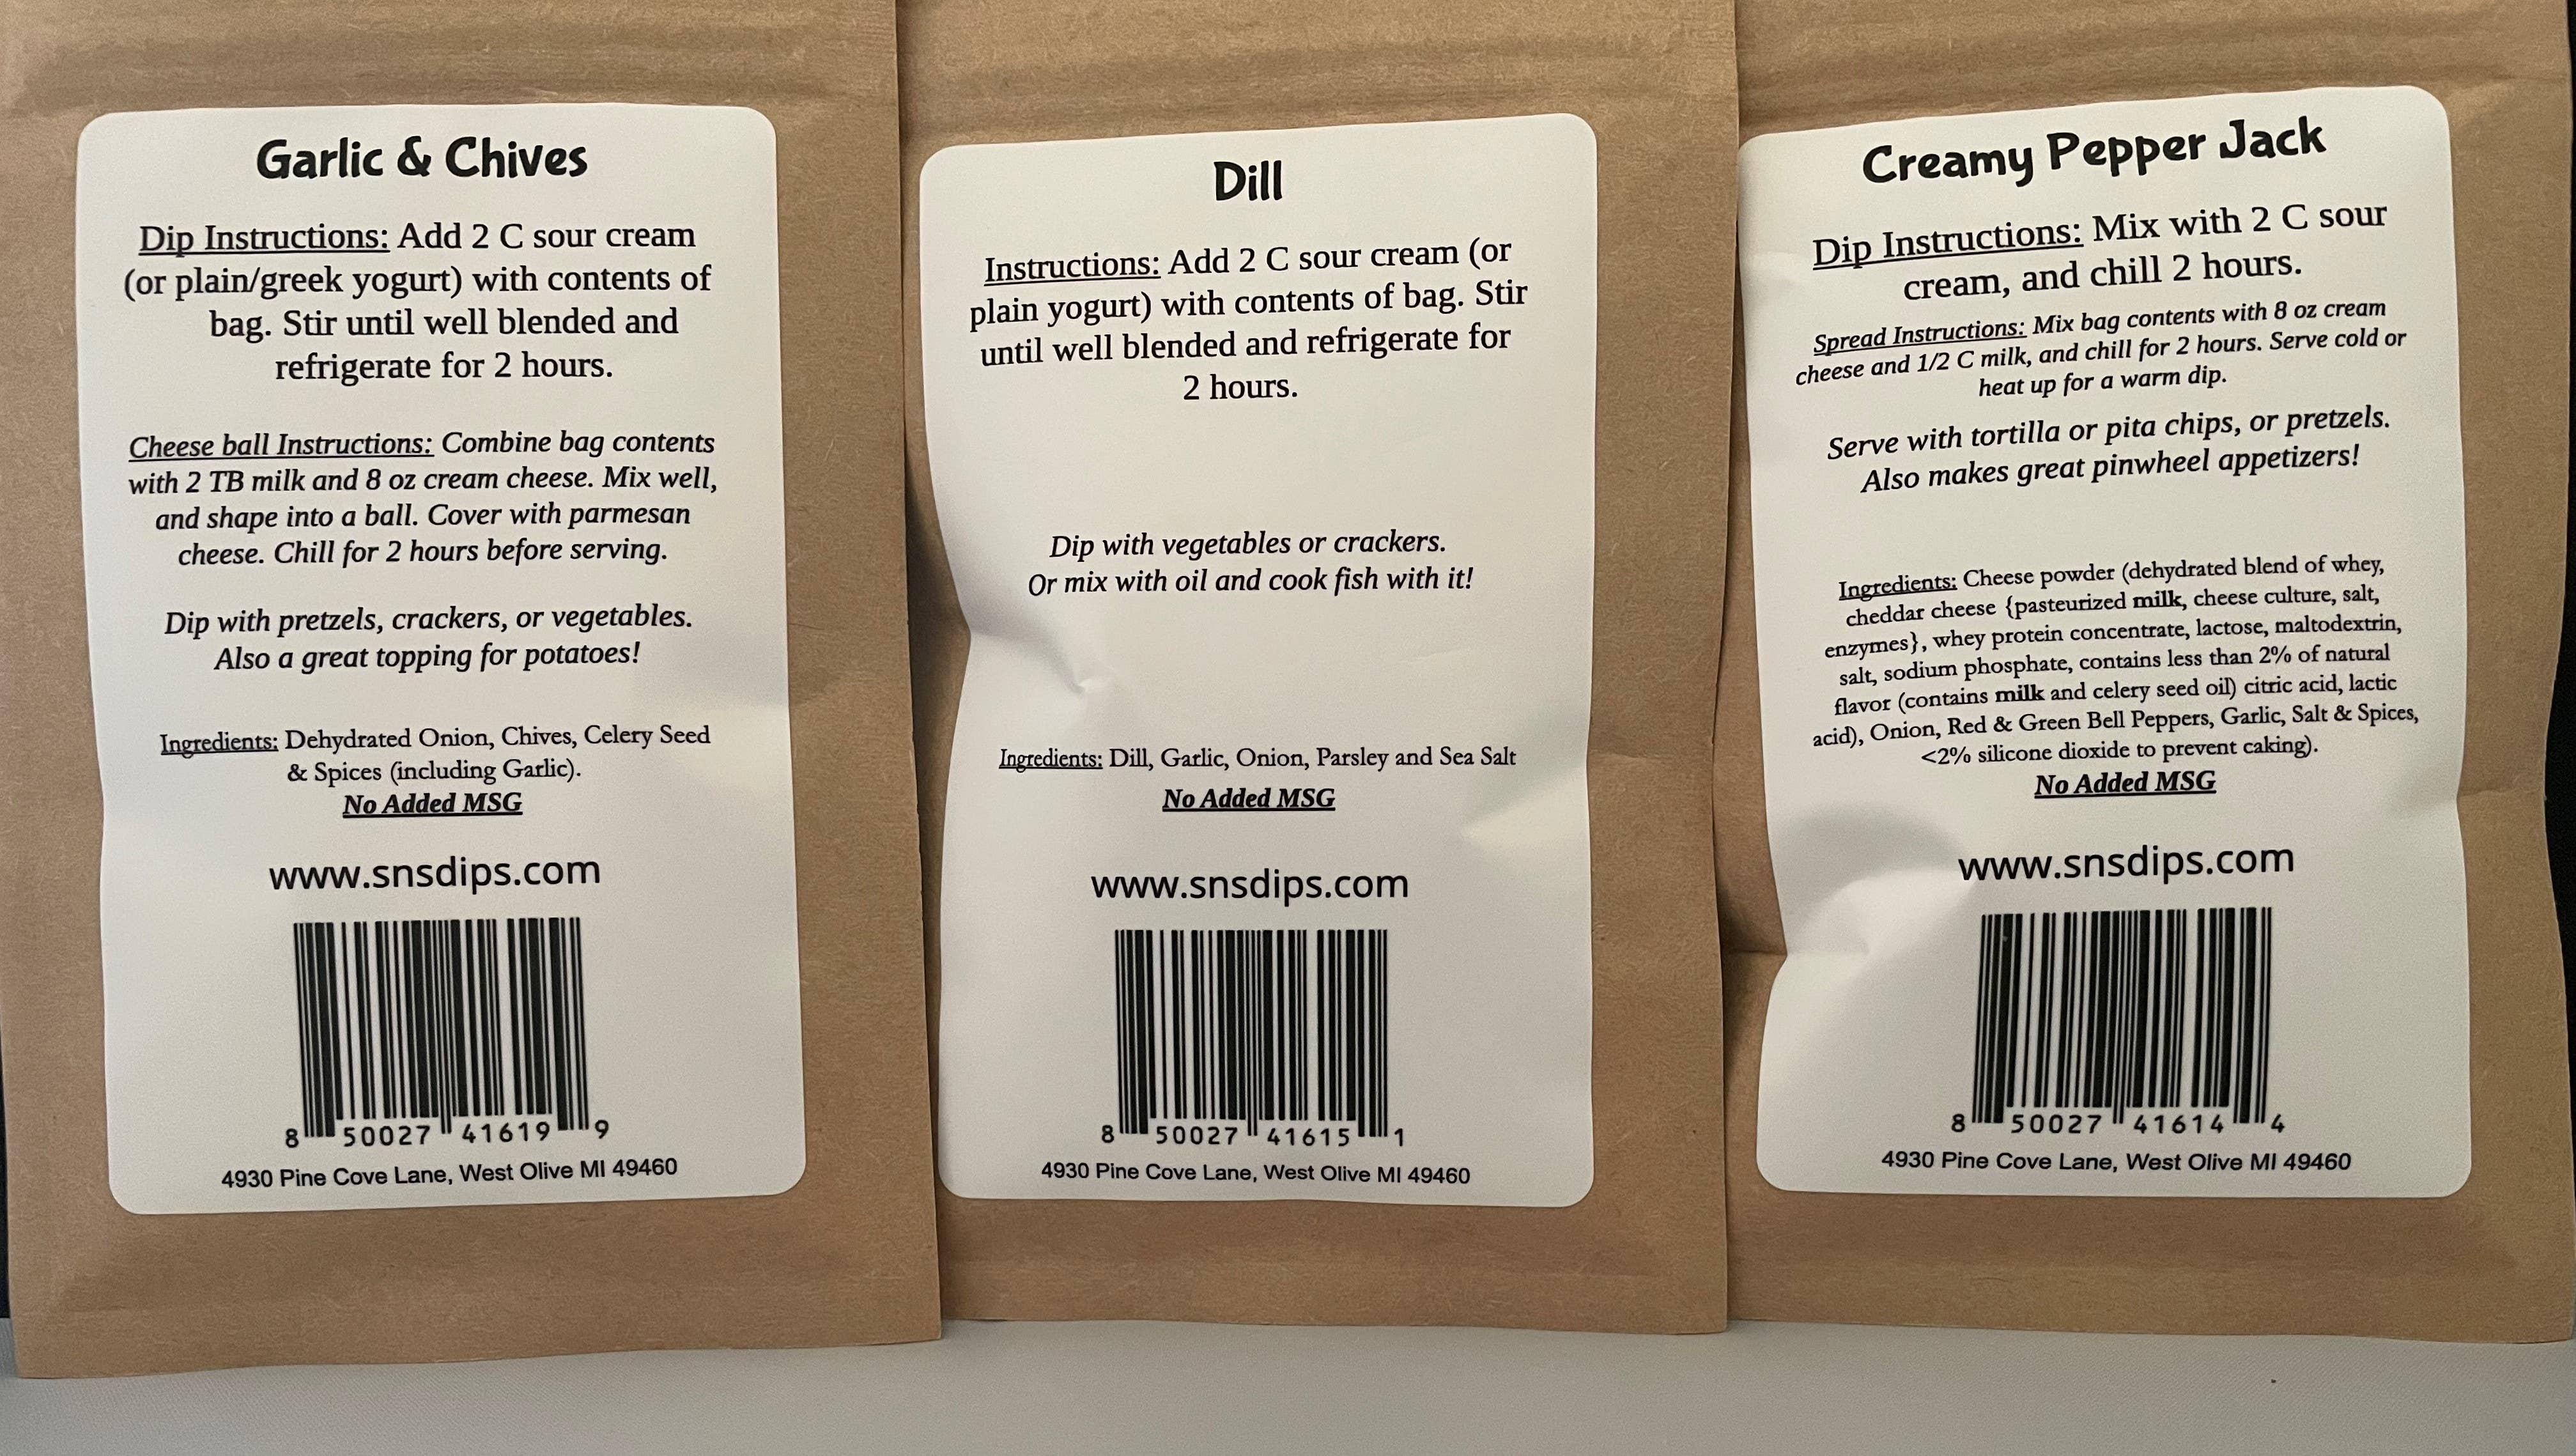 Garlic & Chives
Dip Instructions: Add 2 C sour cream
(or plain/greek yogurt) with contents of
bag. Stir until well blended and
refrigerate for 2 hours.
Cheese ball Instructions: Combine bag contents
with 2 TB milk and 8 oz cream cheese. Mix well,
and shape into a ball. Cover with parmesan
cheese. Chill for 2 hours before serving.
Dip with pretzels, crackers, or vegetables.
Also a great topping for potatoes!
Ingredients: Dehydrated Onion, Chives, Celery Seed
& Spices (including Garlic).
No Added MSG
www.snsdips.com
8 50027 41619 9
4930 Pine Cove Lane, West Olive MI 49460
Dill
Instructions: Add 2 C sour cream (or
plain yogurt) with contents of bag. Stir
until well blended and refrigerate for
2 hours.
Dip with vegetables or crackers.
Or mix with oil and cook fish with it!
Ingredients: Dill, Garlic, Onion, Parsley and Sea Salt
No Added MSG
www.snsdips.com
8 50027 41615 1
4930 Pine Cove Lane, West Olive MI 49460
Creamy Pepper Jack
Dip Instructions: Mix with 2 C sour
cream, and chill 2 hours.
Spread Instructions: Mix bag contents with 8 oz cream
cheese and 1/2 C milk, and chill for 2 hours. Serve cold or
heat up for a warm dip.
Serve with tortilla or pita chips, or pretzels.
Also makes great pinwheel appetizers!
Ingredients: Cheese powder (dehydrated blend of whey,
cheddar cheese {pasteurized milk, cheese culture, salt,
enzymes}, whey protein concentrate, lactose, maltodextrin,
salt, sodium phosphate, contains less than 2% of natural
flavor (contains milk and celery seed oil) citric acid, lactic
acid), Onion, Red & Green Bell Peppers, Garlic, Salt & Spices,
<2% silicone dioxide to prevent caking).
No Added MSG
www.snsdips.com
8 50027 41614 4
4930 Pine Cove Lane, West Olive MI 49460